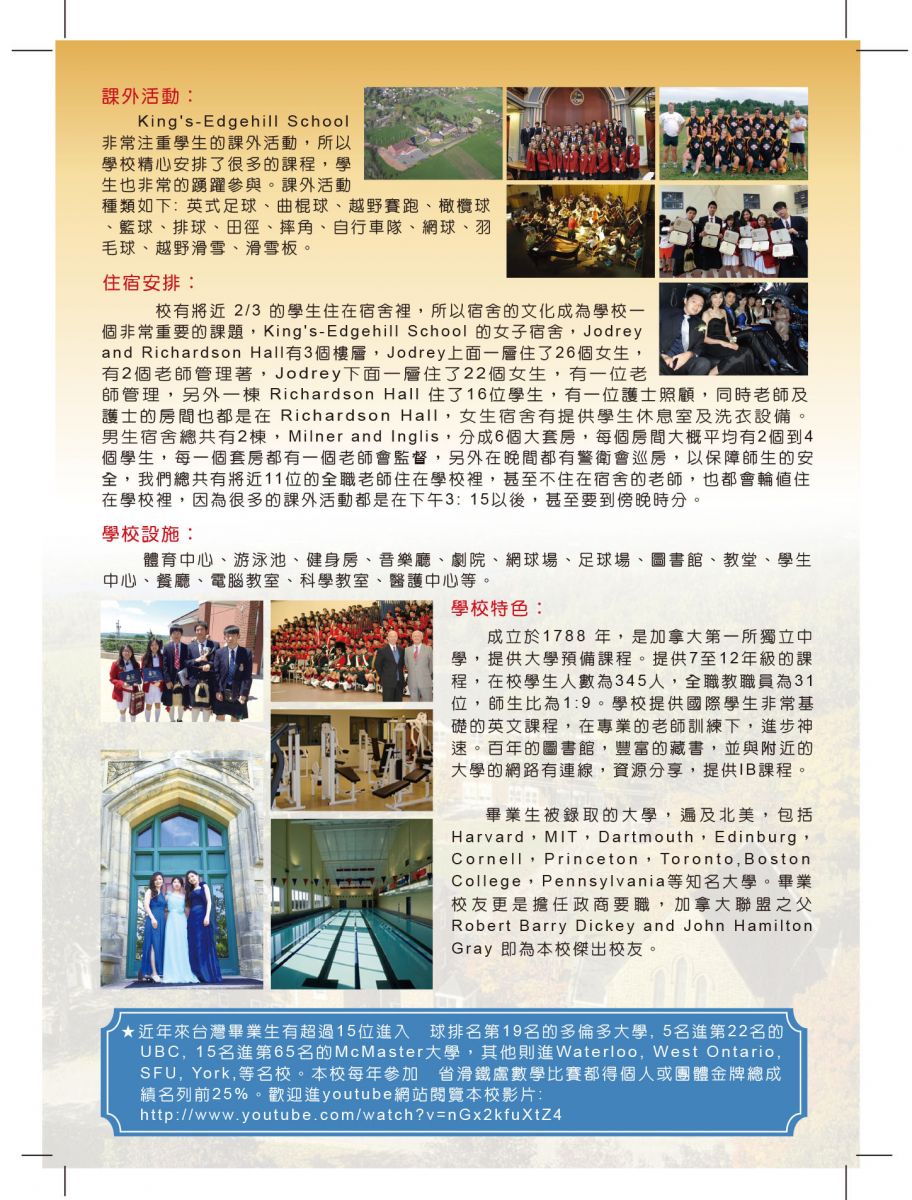 課外活動：
King's-Edgehill School
非常注重學生的課外活動，所以
學校精心安排了很多的課程，學
生也非常的踴躍參與。課外活動
種類如下: 英式足球、曲棍球、越野賽跑、橄欖球
、籃球、排球、田徑、摔角、自行車隊、網球、羽
毛球、越野滑雪、滑雪板。
住宿安排：
校有將近 2/3 的學生住在宿舍裡，所以宿舍的文化成為學校一
個非常重要的課題，King's-Edgehill School 的女子宿舍，Jodrey
and Richardson Hall有3個樓層，Jodrey上面一層住了26個女生，
有2個老師管理著，Jodrey下面一層住了22個女生，有一位老
師管理，另外一棟 Richardson Hall 住了16位學生，有一位護士照顧，同時老師及
護士的房間也都是在 Richardson Hall，女生宿舍有提供學生休息室及洗衣設備。
男生宿舍總共有2棟，Milner and Inglis，分成6個大套房，每個房間大概平均有2個到4
個學生，每一個套房都有一個老師會監督，另外在晚間都有警衛會巡房，以保障師生的安
全，我們總共有將近11位的全職老師住在學校裡，甚至不住在宿舍的老師，也都會輪值住
在學校裡，因為很多的課外活動都是在下午3: 15以後，甚至要到傍晚時分。
學校設施：
體育中心、游泳池、健身房、音樂廳、劇院、網球場、足球場、圖書館、教堂、學生
中心、餐廳、電腦教室、科學教室、醫護中心等。
學校特色：
成立於1788 年，是加拿大第一所獨立中
學，提供大學預備課程。提供7至12年級的課
程，在校學生人數為345人，全職教職員為31
位，師生比為1:9。學校提供國際學生非常基
礎的英文課程，在專業的老師訓練下，進步神
速。百年的圖書館，豐富的藏書，並與附近的
大學的網路有連線，資源分享，提供IB課程。
畢業生被錄取的大學，遍及北美，包括
Harvard，MIT，Dartmouth，Edinburg，
Cornell，Princeton，Toronto,Boston
College，Pennsylvania等知名大學。畢業
校友更是擔任政商要職，加拿大聯盟之父
Robert Barry Dickey and John Hamilton
Gray 即為本校傑出校友。
★近年來台灣畢業生有超過15位進入　球排名第19名的多倫多大學, 5名進第22名的
UBC, 15名進第65名的McMaster大學，其他則進Waterloo, West Ontario,
SFU, York,等名校。本校每年參加　省滑鐵盧數學比賽都得個人或團體金牌總成
績名列前25%。歡迎進youtube網站閱覽本校影片:
http://www.youtube.com/watch?v=nGx2kfuXtZ4